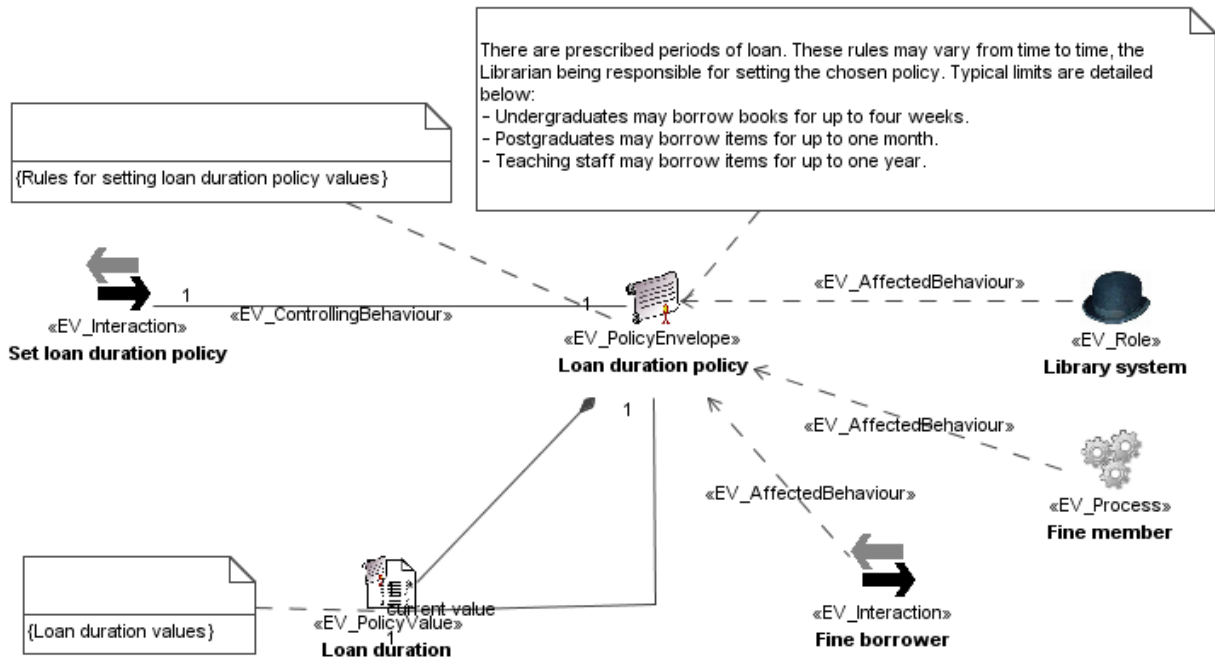 There are prescribed periods of loan. These rules may vary from time to time, the
Librarian being responsible for setting the chosen policy. Typical limits are detailed
below:
- Undergraduates may borrow books for up to four weeks.
- Postgraduates may borrow items for up to one month.
- Teaching staff may borrow items for up to one year.
{Rules for setting loan duration policy values}
1
«EV_ControllingBehaviour»
1
«EV_Interaction»
Set loan duration policy
«EV_PolicyEnvelope»
Loan duration policy
1
«EV_AffectedBehaviour»
«EV_Role»
Library system
«EV_AffectedBehaviour»
«EV_Process»
Fine member
«EV_AffectedBehaviour»
«EV_Interaction»
Fine borrower
current value
«EV_PolicyValue»
1
Loan duration
{Loan duration values}